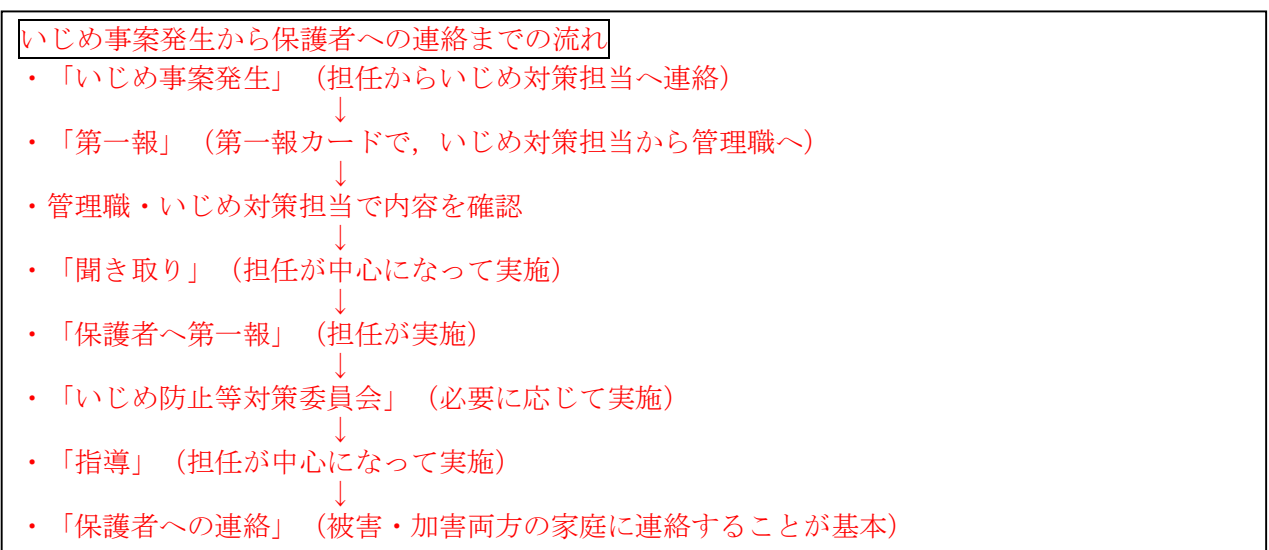 いじめ事案発生から保護者への連絡までの流れ
・「いじめ事案発生」（担任からいじめ対策担当へ連絡）
↓
・「第一報」（第一報カードで，いじめ対策担当から管理職へ）
↓
・管理職・いじめ対策担当で内容を確認
↓
・「聞き取り」（担任が中心になって実施）
↓
・「保護者へ第一報」（担任が実施）
↓
・「いじめ防止等対策委員会」（必要に応じて実施）
↓
・「指導」（担任が中心になって実施）
↓
・「保護者への連絡」（被害・加害両方の家庭に連絡することが基本）